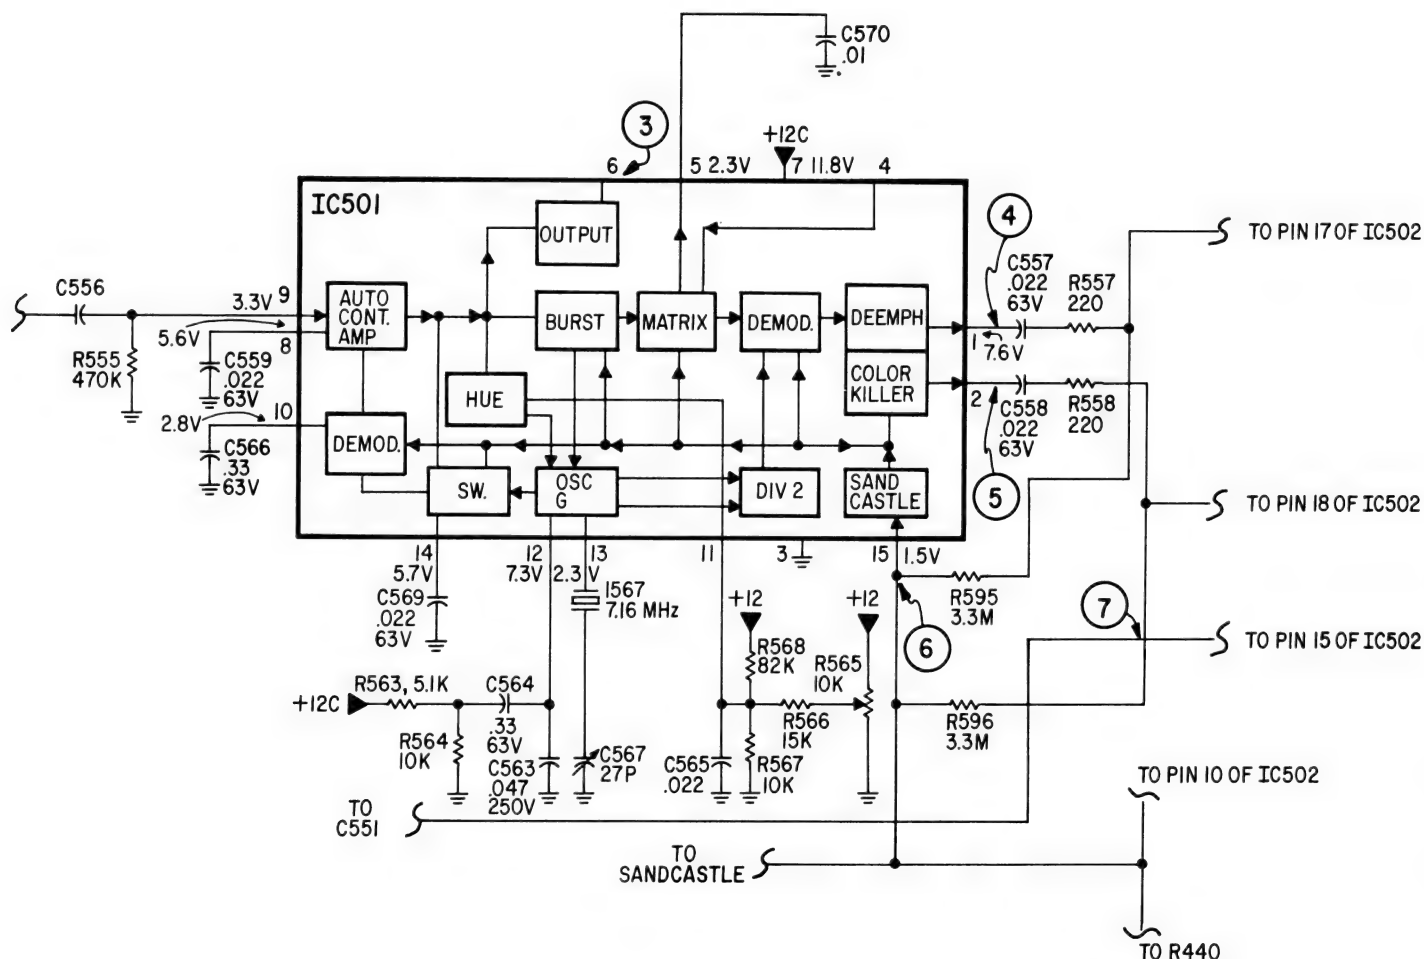 C570
.01
3
+12C
6
5 2.3V
7 11.8V
4
IC501
OUTPUT
4
TO PIN 17 OF IC502
C556
3.3V 9
5.6V
8
AUTO
CONT.
AMP
BURST
MATRIX
DEMOD.
DEEMPH
C557
.022
63V
R557
220
1
7.6V
R555
470K
C559
.022
63V
HUE
COLOR
KILLER
2
C558
.022
63V
R558
220
10
2.8V
C566
.33
63V
DEMOD.
SW.
OSC
G
DIV 2
SAND
CASTLE
5
TO PIN 18 OF IC502
14
5.7V
12
7.3V
13
2.3 V
11
3
15
1.5V
C569
.022
63V
I567
7.16 MHz
+12
+12
R595
3.3M
7
6
TO PIN 15 OF IC502
R568
82K
R565
10K
R563, 5.1K
+12C
C564
.33
63V
R564
10K
C563
.047
250V
C567
27P
C565
.022
R566
15K
R567
10K
R596
3.3M
TO
C551
TO PIN 10 OF IC502
TO
SANDCASTLE
TO R440